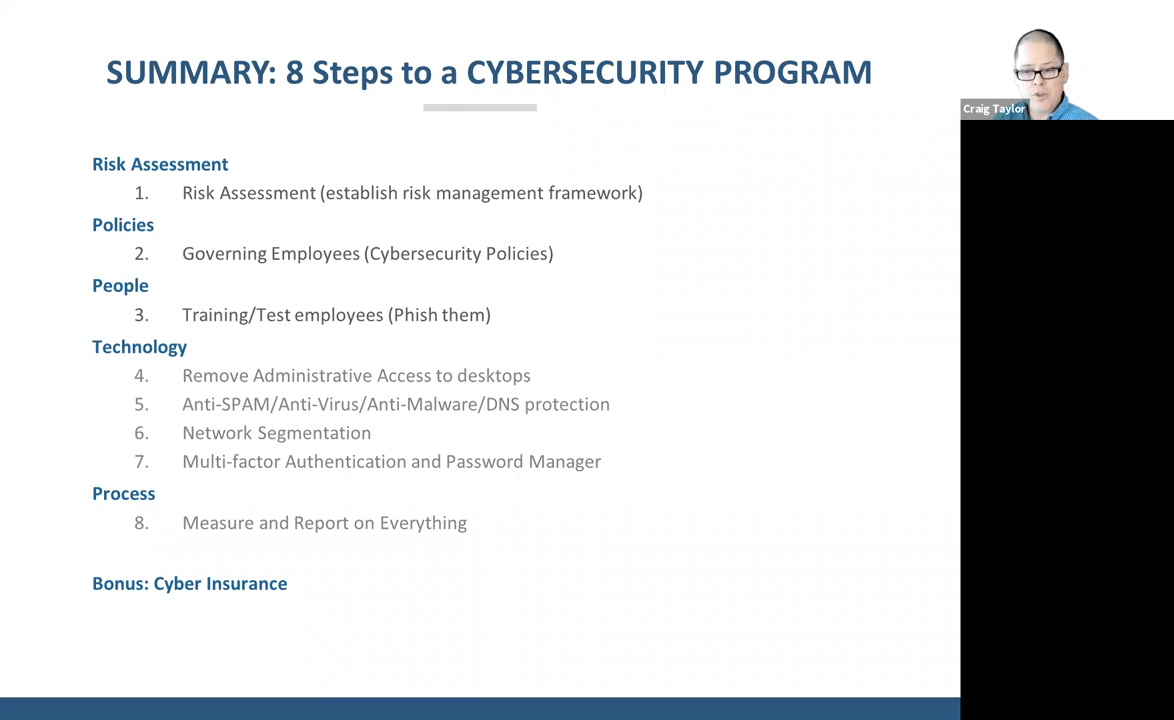 SUMMARY: 8 Steps to a CYBERSECURITY PROGRAM
Craig Taylor
Risk Assessment
1. Risk Assessment (establish risk management framework)
Policies
2. Governing Employees (Cybersecurity Policies)
People
3. Training/Test employees (Phish them)
Technology
4. Remove Administrative Access to desktops
5. Anti-SPAM/Anti-Virus/Anti-Malware/DNS protection
6. Network Segmentation
7. Multi-factor Authentication and Password Manager
Process
8. Measure and Report on Everything
Bonus: Cyber Insurance